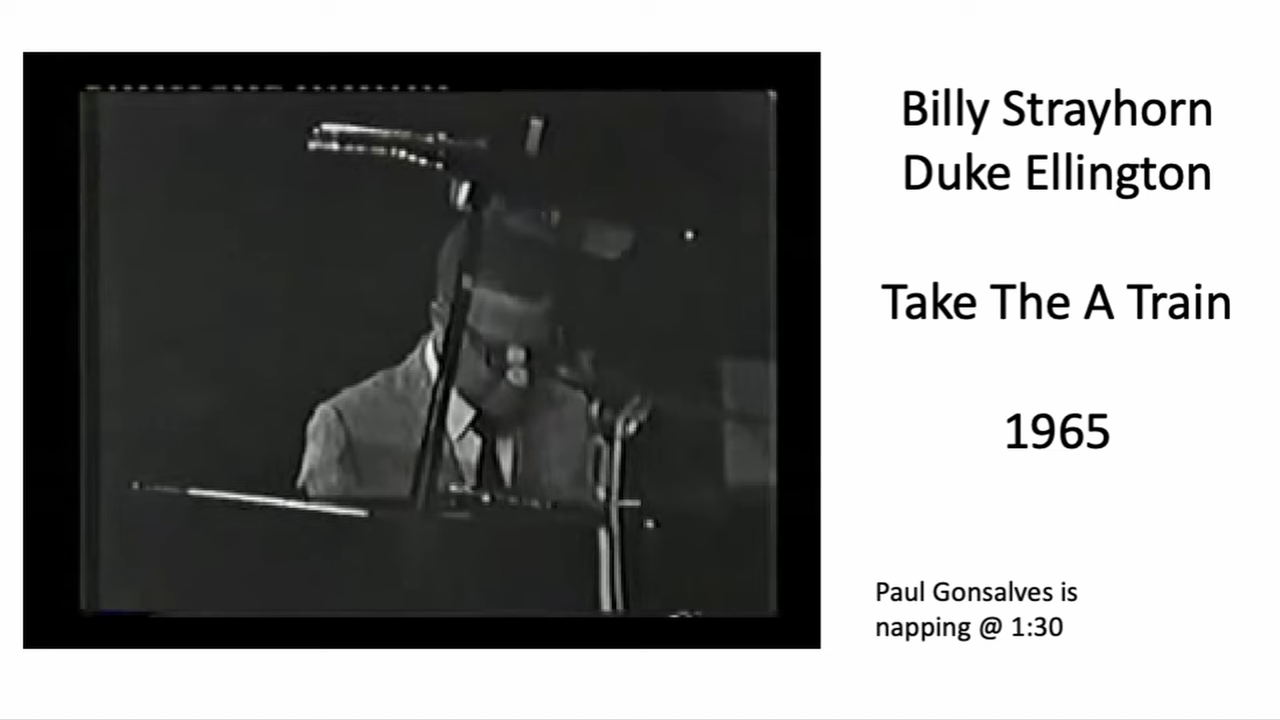 Billy Strayhorn
Duke Ellington
Take The A Train
1965
Paul Gonsalves is
napping @ 1:30